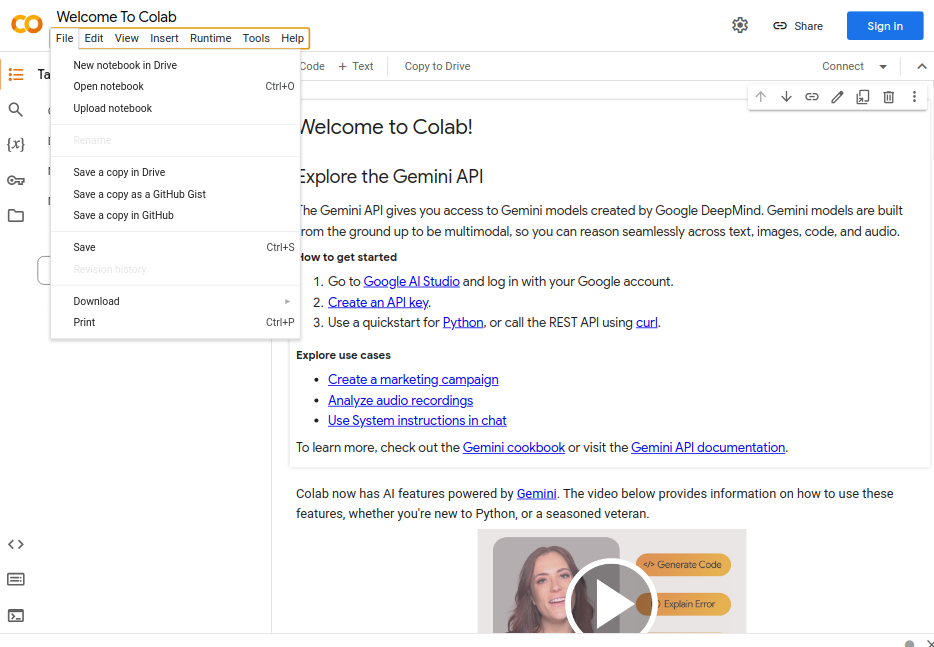 Welcome To Colab
File Edit View Insert Runtime Tools Help
Share
Sign in
New notebook in Drive
Open notebook Ctrl+O
Upload notebook
Rename
Save a copy in Drive
Save a copy as a GitHub Gist
Save a copy in GitHub
Save Ctrl+S
Revision history
Download
Print Ctrl+P
Code + Text Copy to Drive Connect
Welcome to Colab!
Explore the Gemini API
The Gemini API gives you access to Gemini models created by Google DeepMind. Gemini models are built
from the ground up to be multimodal, so you can reason seamlessly across text, images, code, and audio.
How to get started
1. Go to Google AI Studio and log in with your Google account.
2. Create an API key.
3. Use a quickstart for Python, or call the REST API using curl.
Explore use cases
• Create a marketing campaign
• Analyze audio recordings
• Use System instructions in chat
To learn more, check out the Gemini cookbook or visit the Gemini API documentation.
Colab now has AI features powered by Gemini. The video below provides information on how to use these
features, whether you're new to Python, or a seasoned veteran.
</> Generate Code
Explain Error